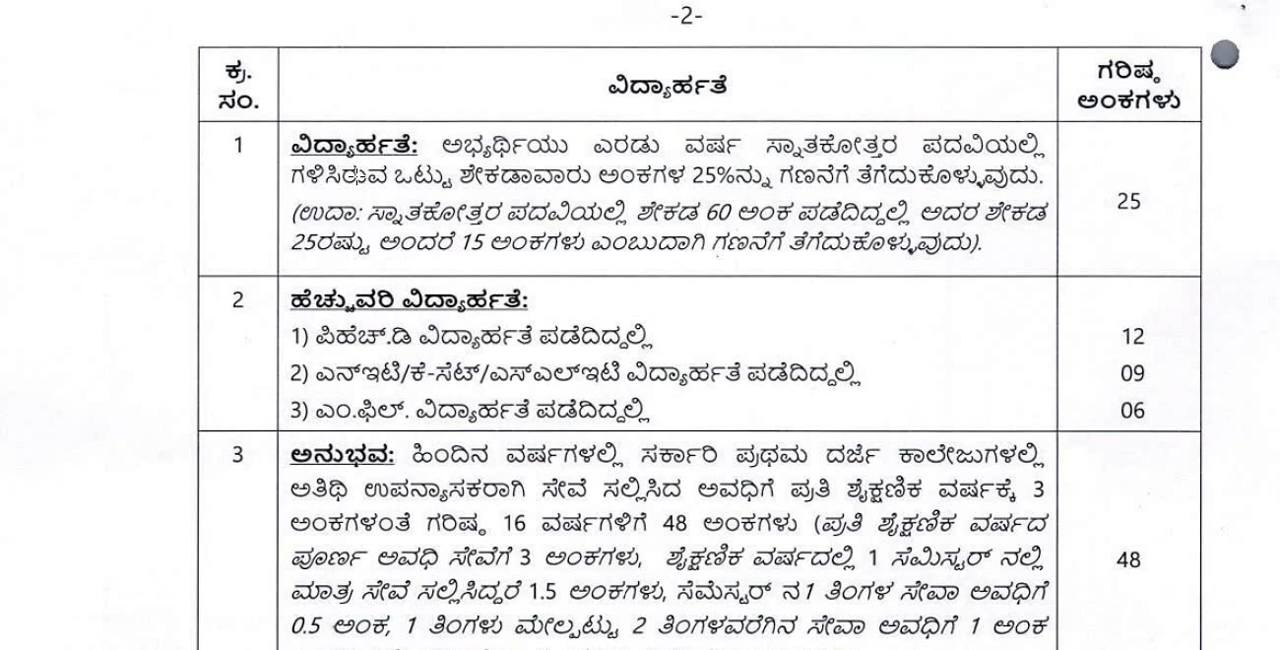 -2-
ಕ್ರ.
ಸಂ.
ವಿದ್ಯಾರ್ಹತೆ
ಗರಿಷ್ಠ
ಅಂಕಗಳು
1
ವಿದ್ಯಾರ್ಹತೆ: ಅಭ್ಯರ್ಥಿಯು ಎರಡು ವರ್ಷ ಸ್ನಾತಕೋತ್ತರ ಪದವಿಯಲ್ಲಿ
ಗಳಿಸಿರುವ ಒಟ್ಟು ಶೇಕಡಾವಾರು ಅಂಕಗಳ 25%ನ್ನು ಗಣನೆಗೆ ತೆಗೆದುಕೊಳ್ಳುವುದು.
(ಉದಾ: ಸ್ನಾತಕೋತ್ತರ ಪದವಿಯಲ್ಲಿ ಶೇಕಡ 60 ಅಂಕ ಪಡೆದಿದ್ದಲ್ಲಿ ಅದರ ಶೇಕಡ
25ರಷ್ಟು ಅಂದರೆ 15 ಅಂಕಗಳು ಎಂಬುದಾಗಿ ಗಣನೆಗೆ ತೆಗೆದುಕೊಳ್ಳುವುದು).
25
2
ಹೆಚ್ಚುವರಿ ವಿದ್ಯಾರ್ಹತೆ:
1) ಪಿಹೆಚ್.ಡಿ ವಿದ್ಯಾರ್ಹತೆ ಪಡೆದಿದ್ದಲ್ಲಿ 12
2) ಎನ್ಇಟಿ/ಕೆ-ಸೆಟ್/ಎಸ್ಎಲ್ಇಟಿ ವಿದ್ಯಾರ್ಹತೆ ಪಡೆದಿದ್ದಲ್ಲಿ 09
3) ಎಂ.ಫಿಲ್. ವಿದ್ಯಾರ್ಹತೆ ಪಡೆದಿದ್ದಲ್ಲಿ 06
3
ಅನುಭವ: ಹಿಂದಿನ ವರ್ಷಗಳಲ್ಲಿ ಸರ್ಕಾರಿ ಪ್ರಥಮ ದರ್ಜೆ ಕಾಲೇಜುಗಳಲ್ಲಿ
ಅತಿಥಿ ಉಪನ್ಯಾಸಕರಾಗಿ ಸೇವೆ ಸಲ್ಲಿಸಿದ ಅವಧಿಗೆ ಪ್ರತಿ ಶೈಕ್ಷಣಿಕ ವರ್ಷಕ್ಕೆ 3
ಅಂಕಗಳಂತೆ ಗರಿಷ್ಠ 16 ವರ್ಷಗಳಿಗೆ 48 ಅಂಕಗಳು (ಪ್ರತಿ ಶೈಕ್ಷಣಿಕ ವರ್ಷದ
ಪೂರ್ಣ ಅವಧಿ ಸೇವೆಗೆ 3 ಅಂಕಗಳು, ಶೈಕ್ಷಣಿಕ ವರ್ಷದಲ್ಲಿ 1 ಸೆಮಿಸ್ಟರ್ ನಲ್ಲಿ
ಮಾತ್ರ ಸೇವೆ ಸಲ್ಲಿಸಿದ್ದರೆ 1.5 ಅಂಕಗಳು, ಸೆಮೆಸ್ಟರ್ ನ 1 ತಿಂಗಳ ಸೇವಾ ಅವಧಿಗೆ
0.5 ಅಂಕ, 1 ತಿಂಗಳು ಮೇಲ್ಪಟ್ಟು 2 ತಿಂಗಳವರೆಗಿನ ಸೇವಾ ಅವಧಿಗೆ 1 ಅಂಕ
48